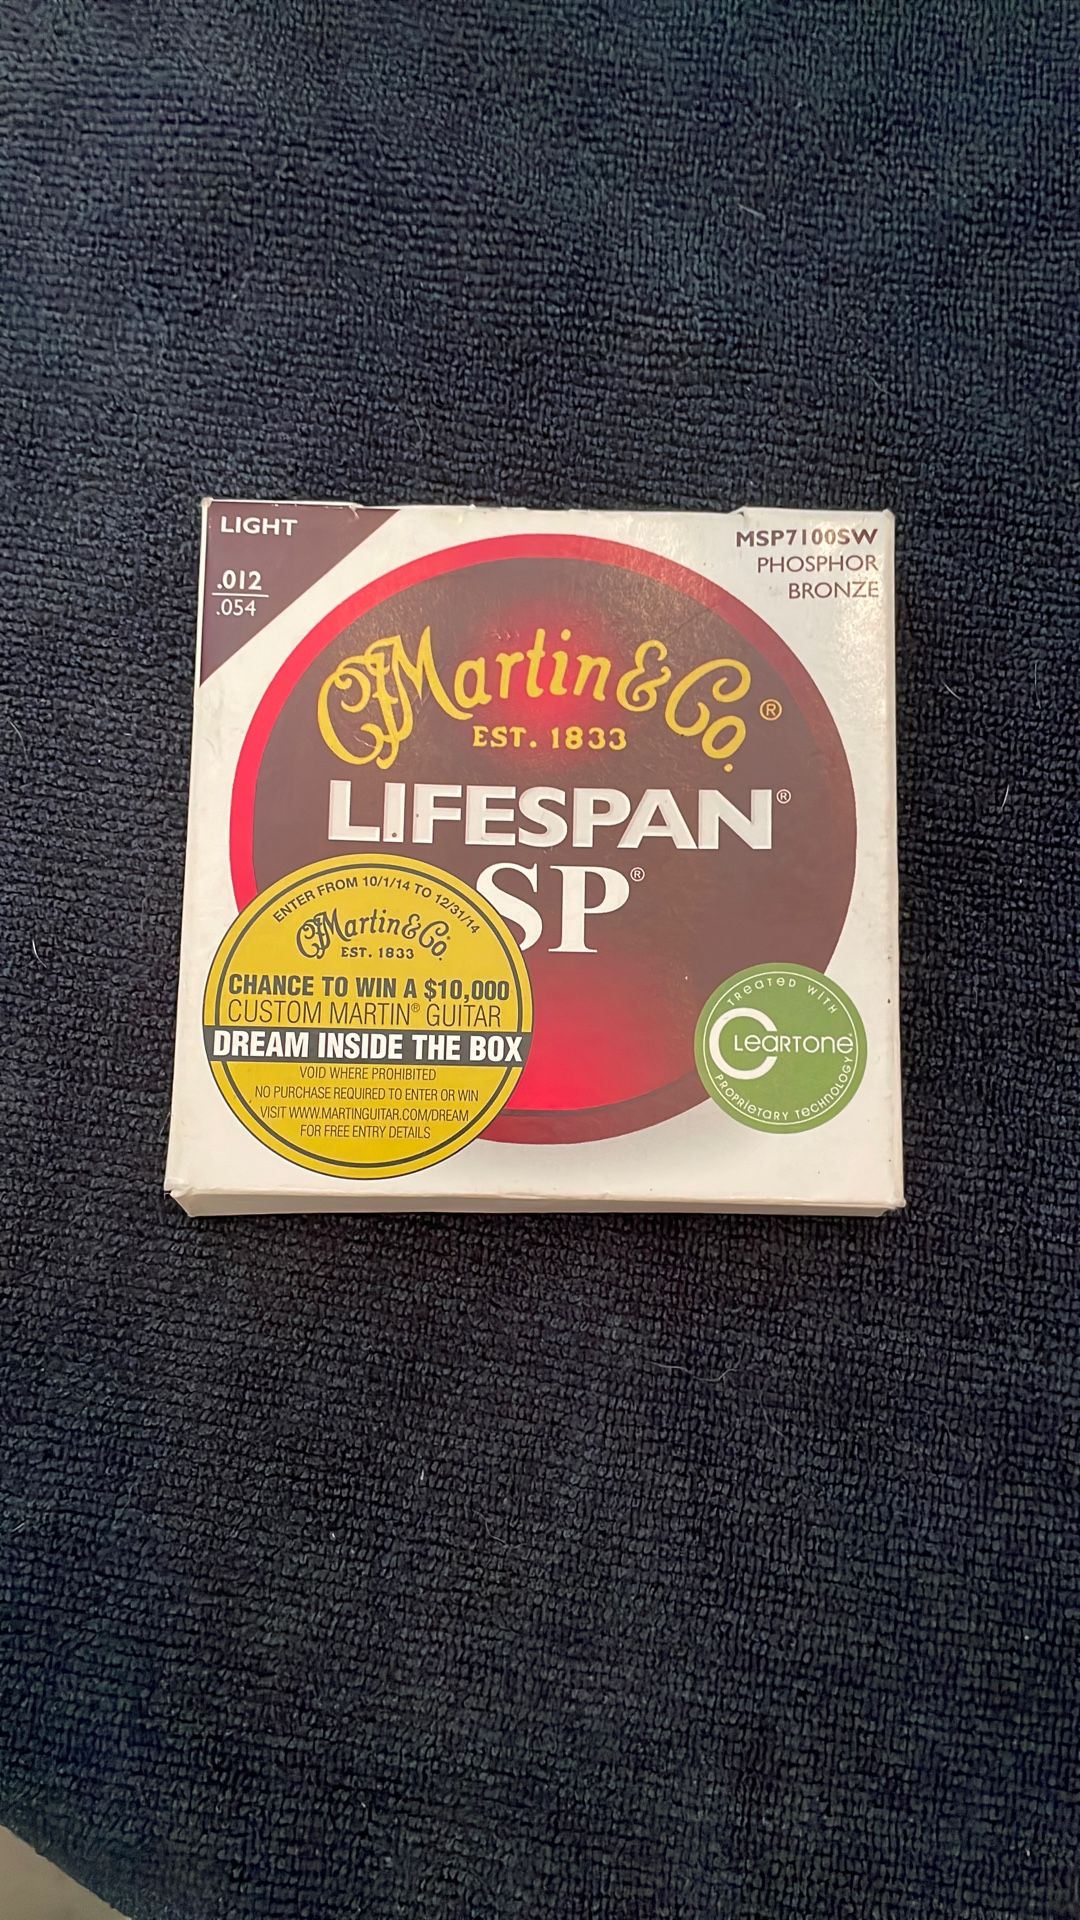 LIGHT
.012
.054
MSP7100SW
PHOSPHOR
BRONZE
CFMartin & Co.®
EST. 1833
LIFESPAN®
SP®
ENTER FROM 10/1/14 TO 12/31/14
CFMartin & Co.
EST. 1833
CHANCE TO WIN A $10,000
CUSTOM MARTIN® GUITAR
DREAM INSIDE THE BOX
VOID WHERE PROHIBITED
NO PURCHASE REQUIRED TO ENTER OR WIN
VISIT WWW.MARTINGUITAR.COM/DREAM
FOR FREE ENTRY DETAILS
TREATED WITH
CLEARTONE
PROPRIETARY TECHNOLOGY